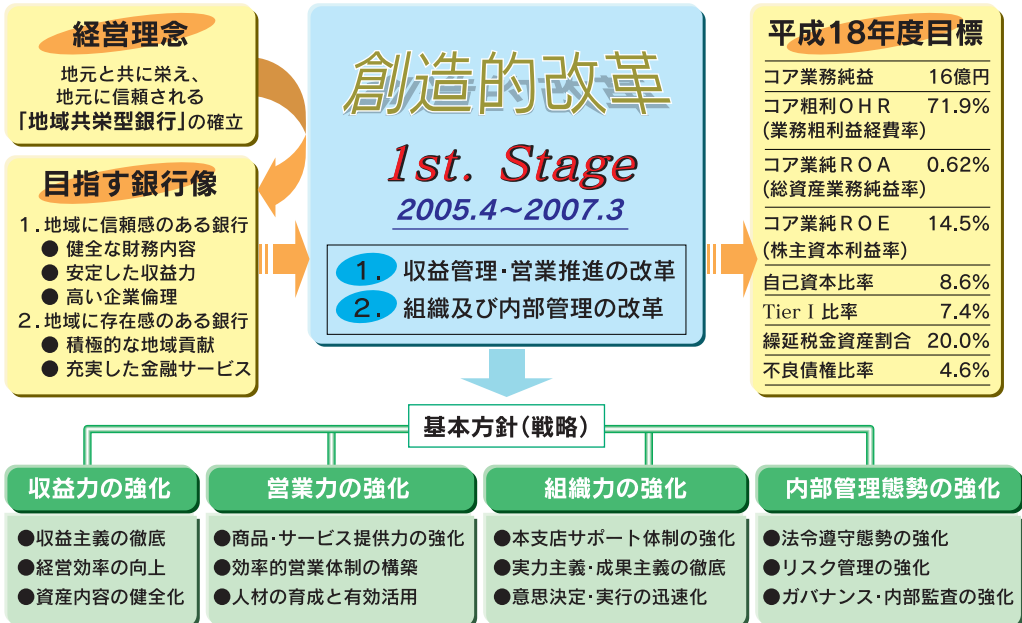 経営理念
地元と共に栄え、
地元に信頼される
「地域共栄型銀行」の確立
目指す銀行像
1.地域に信頼感のある銀行
● 健全な財務内容
● 安定した収益力
● 高い企業倫理
2.地域に存在感のある銀行
● 積極的な地域貢献
● 充実した金融サービス
創造的改革
1st. Stage
2005.4～2007.3
1. 収益管理・営業推進の改革
2. 組織及び内部管理の改革
平成18年度目標
コア業務純益 16億円
コア粗利OHR 71.9%
(業務粗利益経費率)
コア業純ROA 0.62%
(総資産業務純益率)
コア業純ROE 14.5%
(株主資本利益率)
自己資本比率 8.6%
Tier I 比率 7.4%
繰延税金資産割合 20.0%
不良債権比率 4.6%
基本方針(戦略)
収益力の強化
●収益主義の徹底
●経営効率の向上
●資産内容の健全化
営業力の強化
●商品・サービス提供力の強化
●効率的営業体制の構築
●人材の育成と有効活用
組織力の強化
●本支店サポート体制の強化
●実力主義・成果主義の徹底
●意思決定・実行の迅速化
内部管理態勢の強化
●法令遵守態勢の強化
●リスク管理の強化
●ガバナンス・内部監査の強化